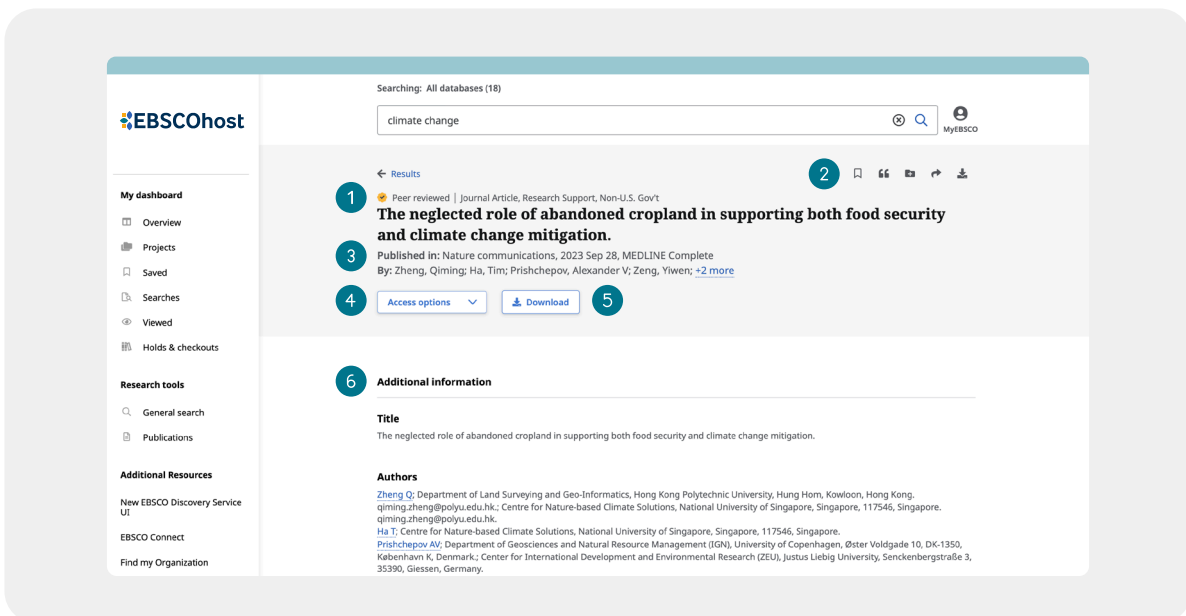 EBSCOhost
My dashboard
Overview
Projects
Saved
Searches
Viewed
Holds & checkouts
Research tools
General search
Publications
Additional Resources
New EBSCO Discovery Service
UI
EBSCO Connect
Find my Organization
Searching: All databases (18)
climate change
MyEBSCO
Results
2
1
Peer reviewed | Journal Article, Research Support, Non-U.S. Gov't
The neglected role of abandoned cropland in supporting both food security
and climate change mitigation.
3
Published in: Nature communications, 2023 Sep 28, MEDLINE Complete
By: Zheng, Qiming; Ha, Tim; Prishchepov, Alexander V; Zeng, Yiwen; +2 more
4
Access options
Download
5
6
Additional information
Title
The neglected role of abandoned cropland in supporting both food security and climate change mitigation.
Authors
Zheng Q; Department of Land Surveying and Geo-Informatics, Hong Kong Polytechnic University, Hung Hom, Kowloon, Hong Kong.
qiming.zheng@polyu.edu.hk.; Centre for Nature-based Climate Solutions, National University of Singapore, Singapore, 117546, Singapore.
qiming.zheng@polyu.edu.hk.
Ha T; Centre for Nature-based Climate Solutions, National University of Singapore, Singapore, 117546, Singapore.
Prishchepov AV; Department of Geosciences and Natural Resource Management (IGN), University of Copenhagen, Øster Voldgade 10, DK-1350,
København K, Denmark.; Center for International Development and Environmental Research (ZEU), Justus Liebig University, Senckenbergstraße 3,
35390, Giessen, Germany.